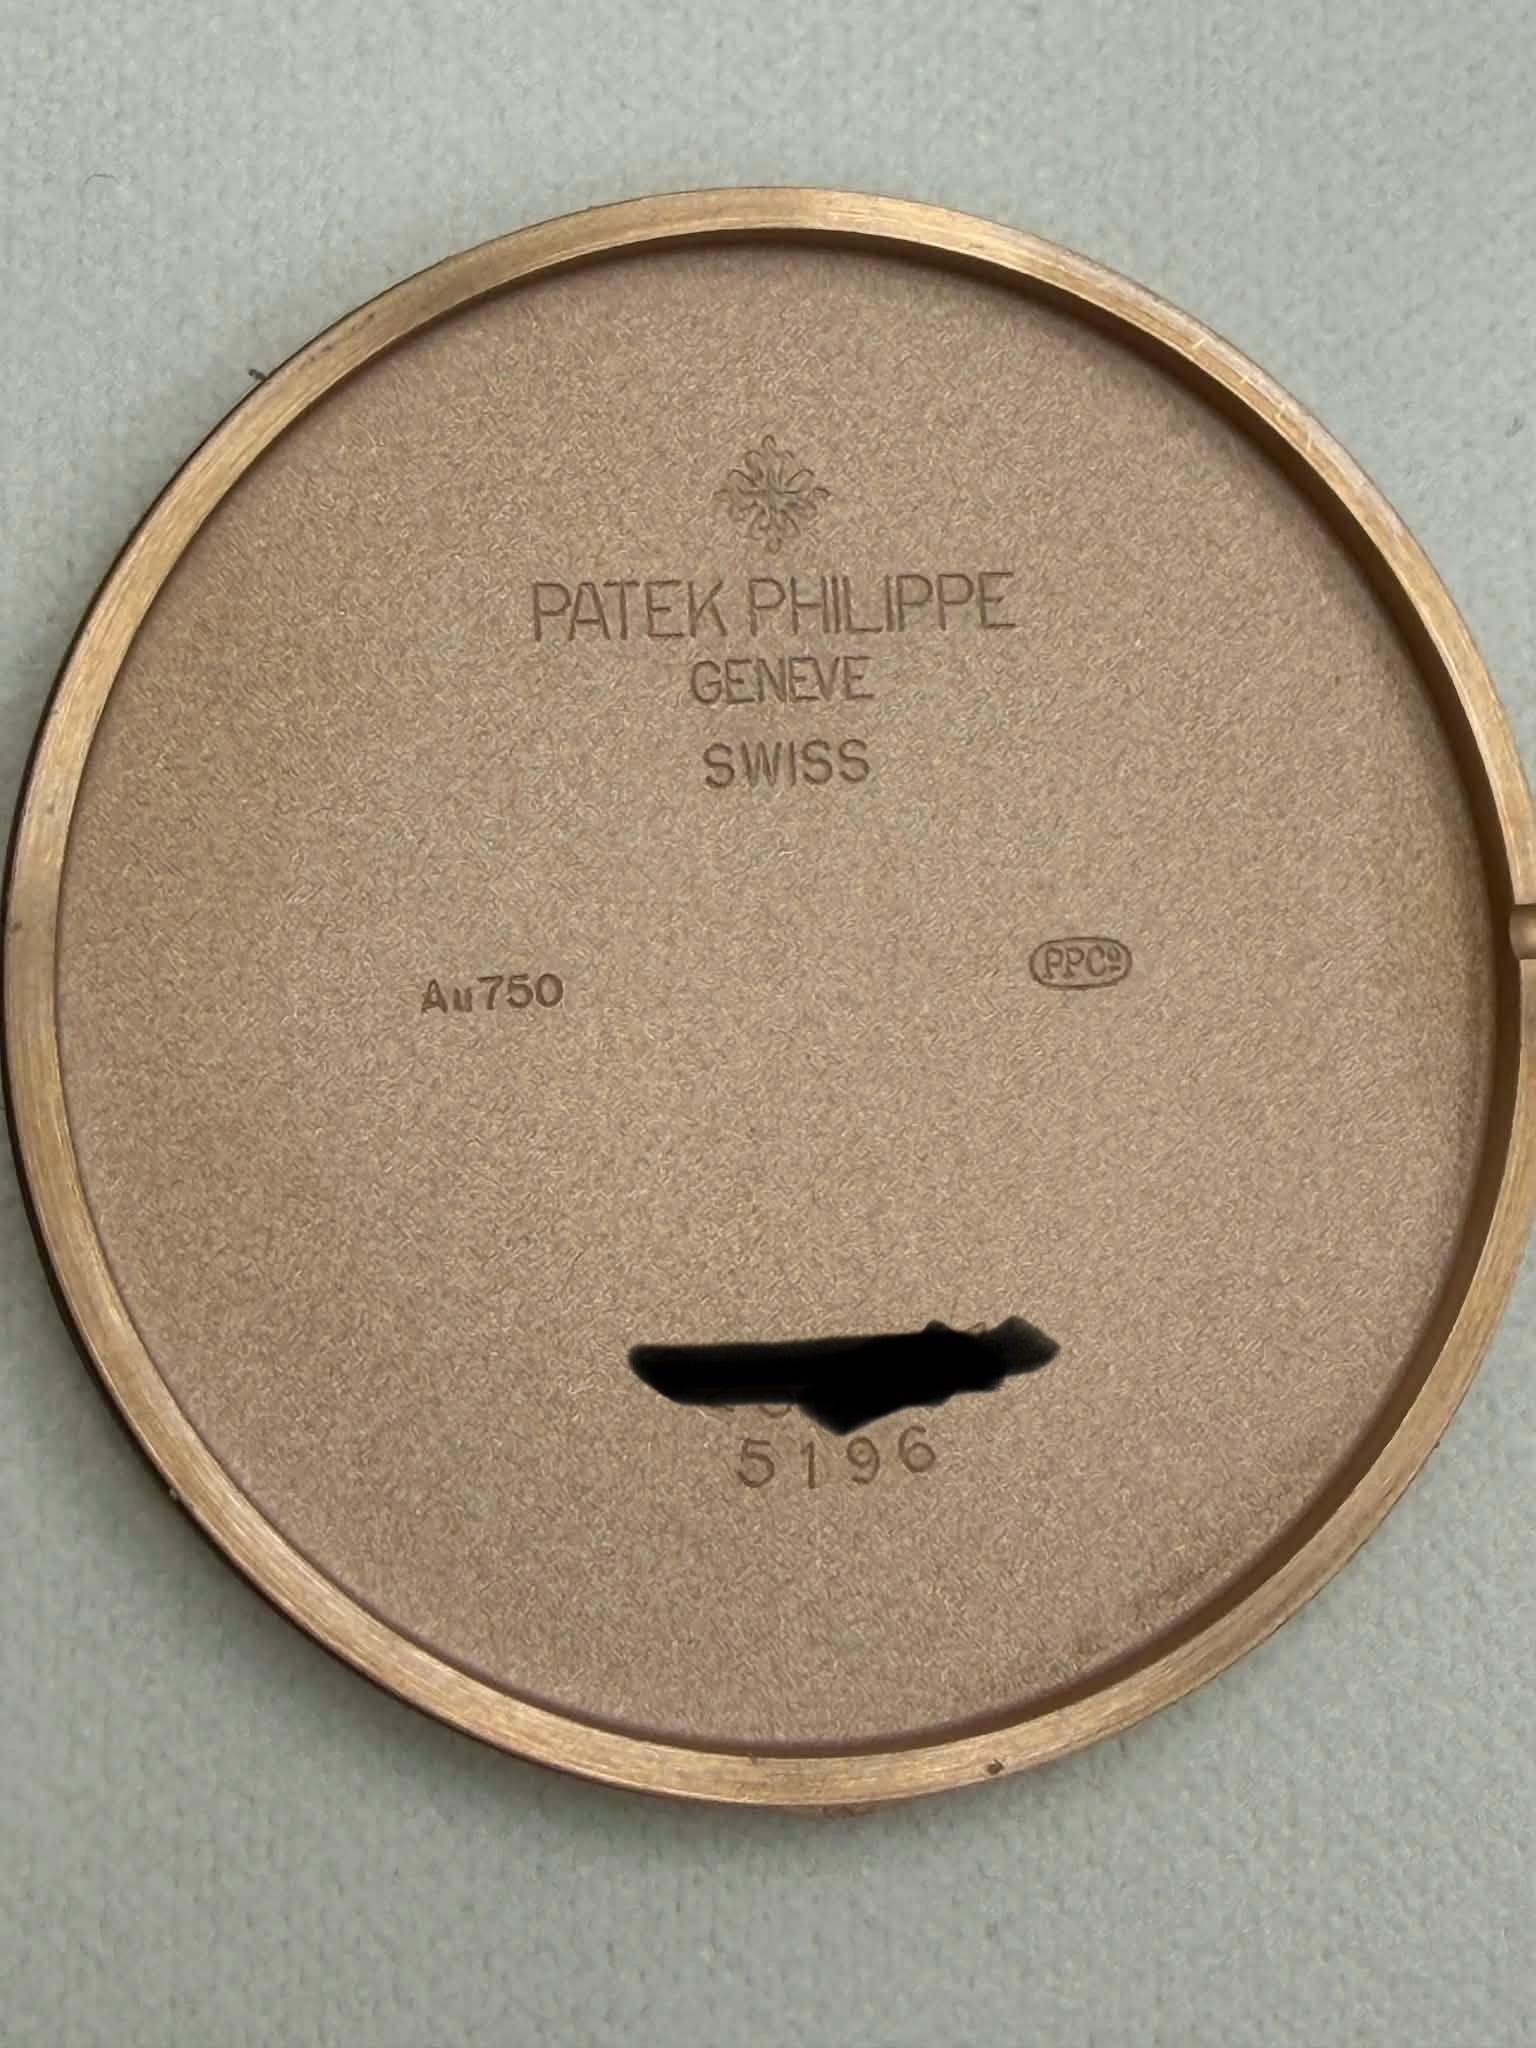 PATEK PHILIPPE
GENEVE
SWISS
Au750
PPCº
5196